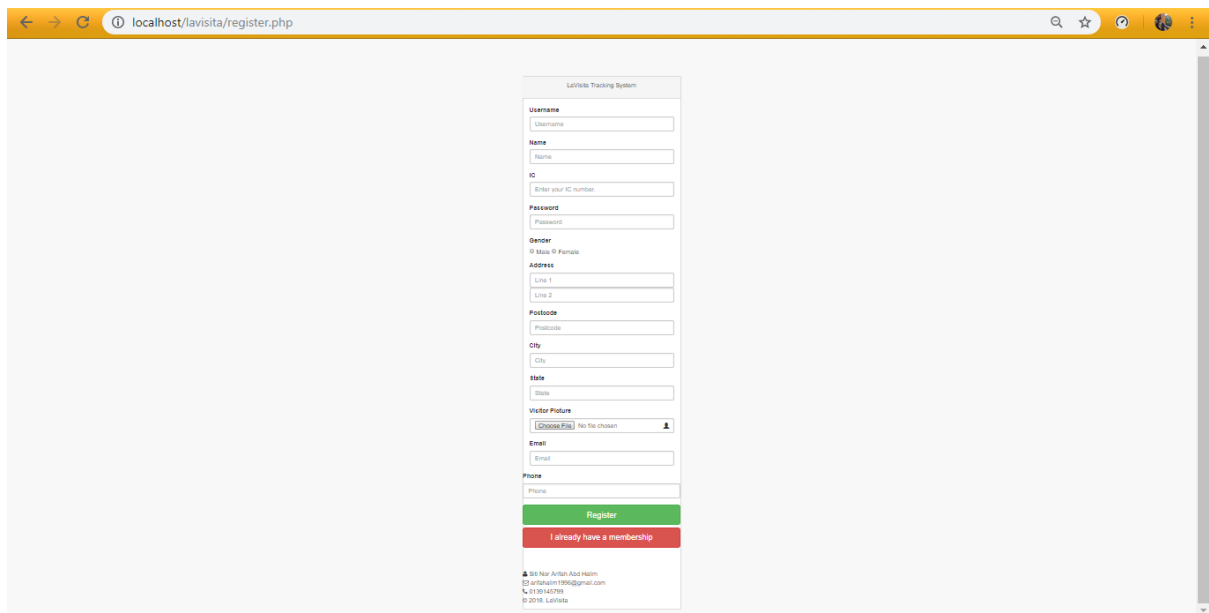 localhost/lavisita/register.php
LaVisita Tracking System
Username
Username
Name
Name
IC
Enter your IC number.
Password
Password
Gender
Male Female
Address
Line 1
Line 2
Postcode
Postcode
City
City
State
State
Visitor Picture
Choose File No file chosen
Email
Email
Phone
Phone
Register
I already have a membership
Siti Nor Arifah Abd Halim
arifahalm1996@gmail.com
0139145799
LaVisita